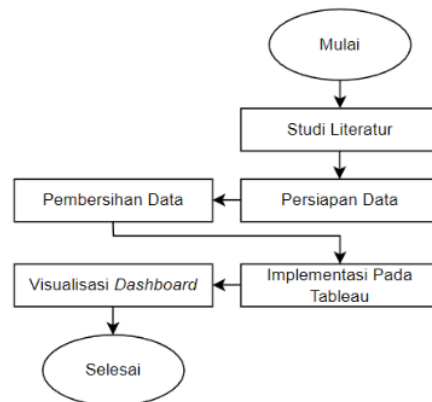 Mulai
Studi Literatur
Persiapan Data
Pembersihan Data
Implementasi Pada
Tableau
Visualisasi Dashboard
Selesai